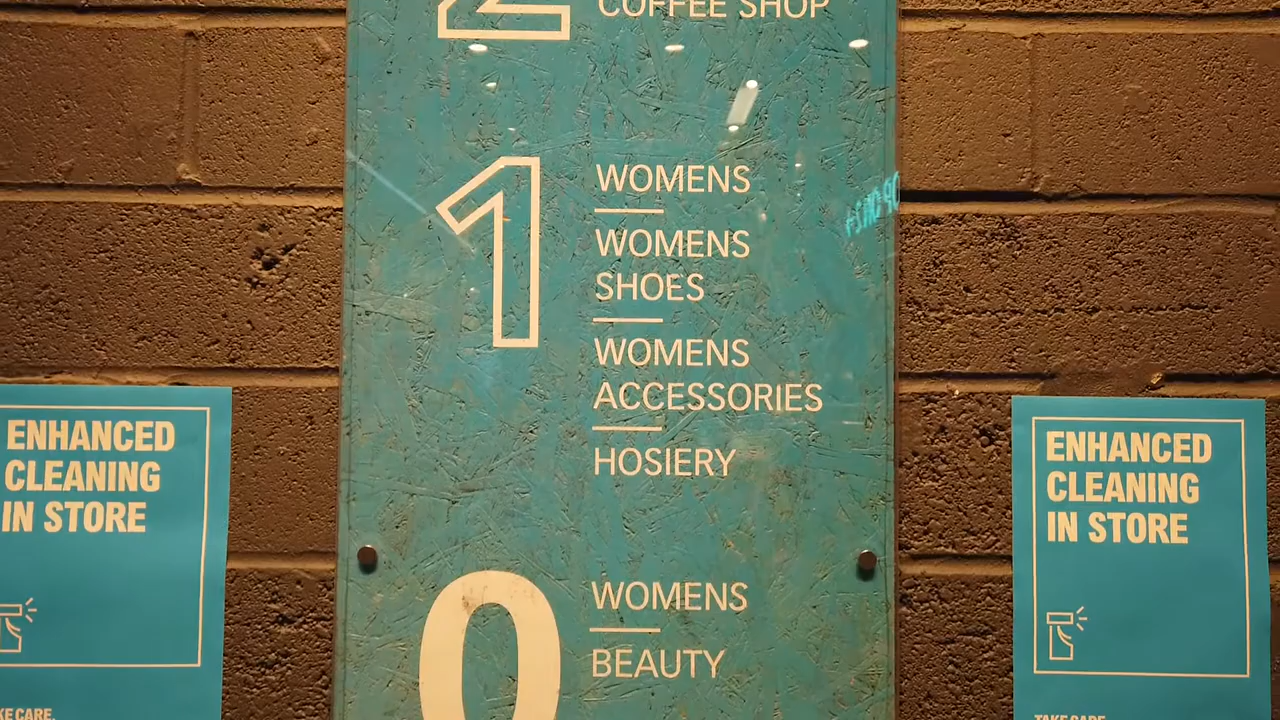 2
COFFEE SHOP
1
WOMENS
WOMENS
SHOES
WOMENS
ACCESSORIES
HOSIERY
0
WOMENS
BEAUTY
ENHANCED
CLEANING
IN STORE
TAKE CARE.
ENHANCED
CLEANING
IN STORE
TAKE CARE.